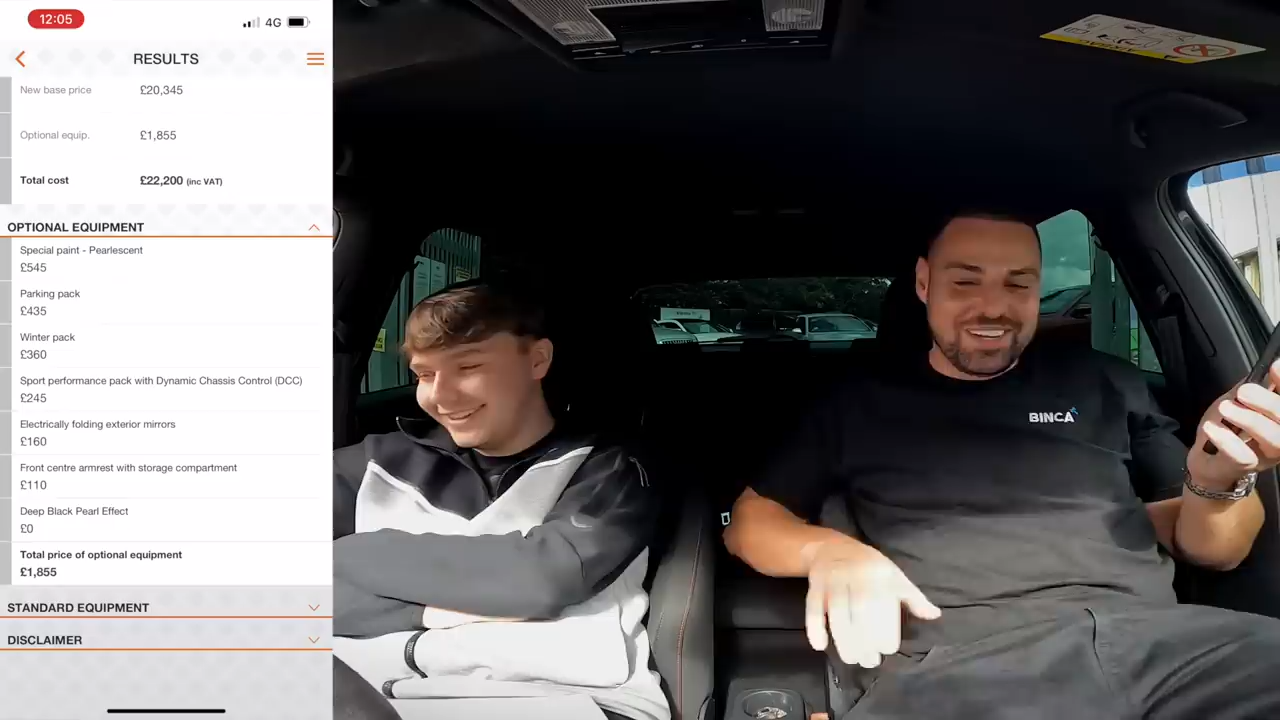 12:05
4G
RESULTS
New base price £20,345
Optional equip. £1,855
Total cost £22,200 (inc VAT)
OPTIONAL EQUIPMENT
Special paint - Pearlescent
£545
Parking pack
£435
Winter pack
£360
Sport performance pack with Dynamic Chassis Control (DCC)
£245
Electrically folding exterior mirrors
£160
Front centre armrest with storage compartment
£110
Deep Black Pearl Effect
£0
Total price of optional equipment
£1,855
STANDARD EQUIPMENT
DISCLAIMER
BINCA